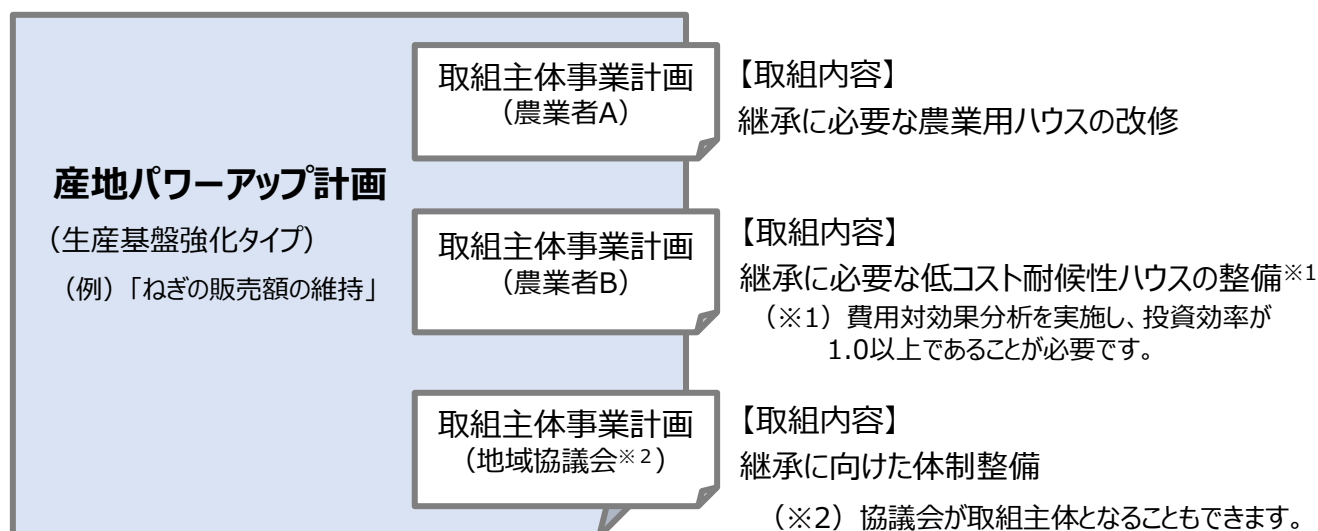 産地パワーアップ計画
（生産基盤強化タイプ）
（例）「ねぎの販売額の維持」
取組主体事業計画
（農業者A）
【取組内容】
継承に必要な農業用ハウスの改修
取組主体事業計画
（農業者B）
【取組内容】
継承に必要な低コスト耐候性ハウスの整備※1
（※1）費用対効果分析を実施し、投資効率が
1.0以上であることが必要です。
取組主体事業計画
（地域協議会※2）
【取組内容】
継承に向けた体制整備
（※2）協議会が取組主体となることもできます。